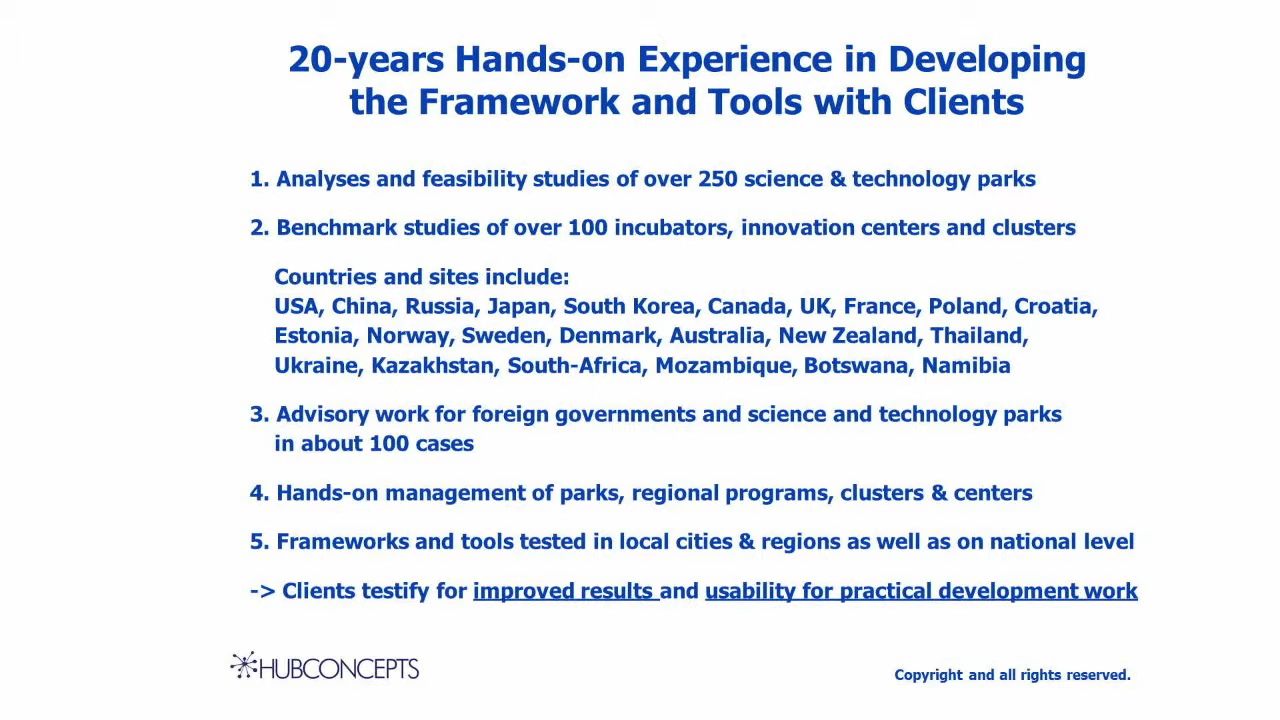 20-years Hands-on Experience in Developing
the Framework and Tools with Clients
1. Analyses and feasibility studies of over 250 science & technology parks
2. Benchmark studies of over 100 incubators, innovation centers and clusters
Countries and sites include:
USA, China, Russia, Japan, South Korea, Canada, UK, France, Poland, Croatia,
Estonia, Norway, Sweden, Denmark, Australia, New Zealand, Thailand,
Ukraine, Kazakhstan, South-Africa, Mozambique, Botswana, Namibia
3. Advisory work for foreign governments and science and technology parks
in about 100 cases
4. Hands-on management of parks, regional programs, clusters & centers
5. Frameworks and tools tested in local cities & regions as well as on national level
-> Clients testify for improved results and usability for practical development work
HUBCONCEPTS
Copyright and all rights reserved.